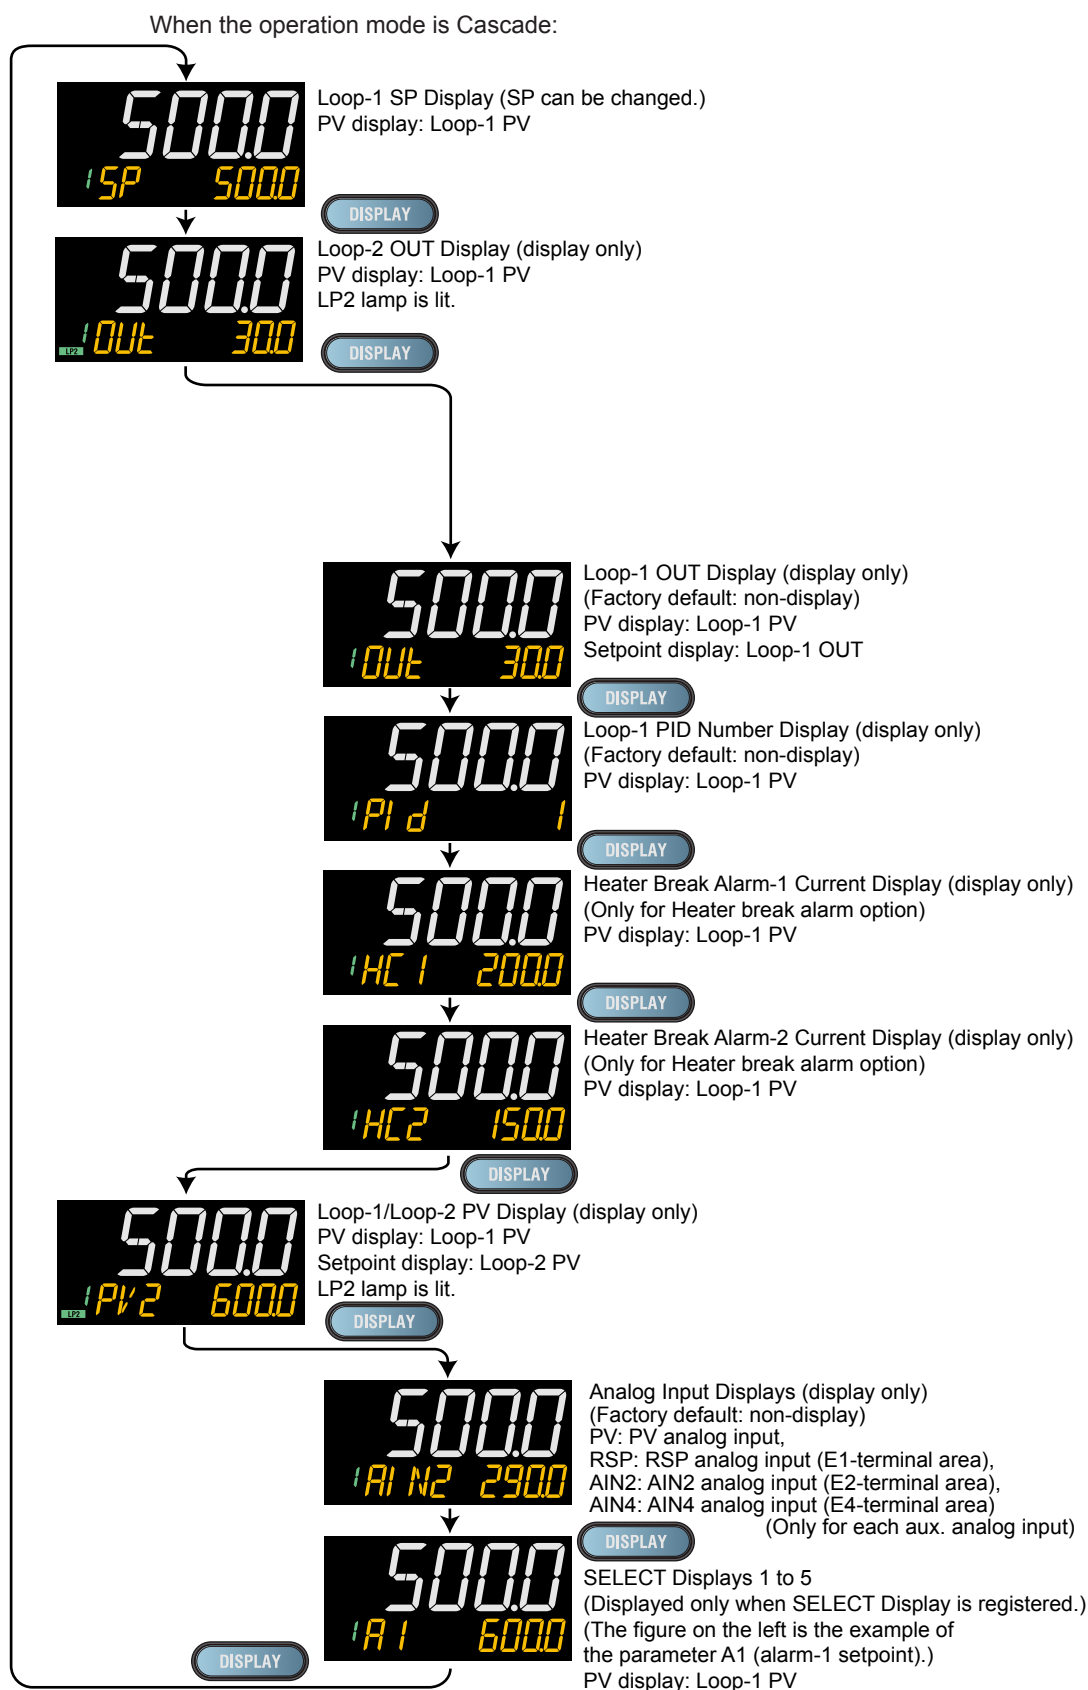 When the operation mode is Cascade:
500.0
1 SP 500.0
Loop-1 SP Display (SP can be changed.)
PV display: Loop-1 PV
DISPLAY
500.0
LP2 1 OUt 30.0
Loop-2 OUT Display (display only)
PV display: Loop-1 PV
LP2 lamp is lit.
DISPLAY
500.0
1 OUt 30.0
Loop-1 OUT Display (display only)
(Factory default: non-display)
PV display: Loop-1 PV
Setpoint display: Loop-1 OUT
DISPLAY
500.0
1 PId 1
Loop-1 PID Number Display (display only)
(Factory default: non-display)
PV display: Loop-1 PV
DISPLAY
500.0
1 HC1 200.0
Heater Break Alarm-1 Current Display (display only)
(Only for Heater break alarm option)
PV display: Loop-1 PV
DISPLAY
500.0
1 HC2 150.0
Heater Break Alarm-2 Current Display (display only)
(Only for Heater break alarm option)
PV display: Loop-1 PV
DISPLAY
500.0
LP2 1 PV2 600.0
Loop-1/Loop-2 PV Display (display only)
PV display: Loop-1 PV
Setpoint display: Loop-2 PV
LP2 lamp is lit.
DISPLAY
500.0
1 AIN2 290.0
Analog Input Displays (display only)
(Factory default: non-display)
PV: PV analog input,
RSP: RSP analog input (E1-terminal area),
AIN2: AIN2 analog input (E2-terminal area),
AIN4: AIN4 analog input (E4-terminal area)
(Only for each aux. analog input)
DISPLAY
500.0
1 A1 600.0
SELECT Displays 1 to 5
(Displayed only when SELECT Display is registered.)
(The figure on the left is the example of
the parameter A1 (alarm-1 setpoint).)
PV display: Loop-1 PV
DISPLAY